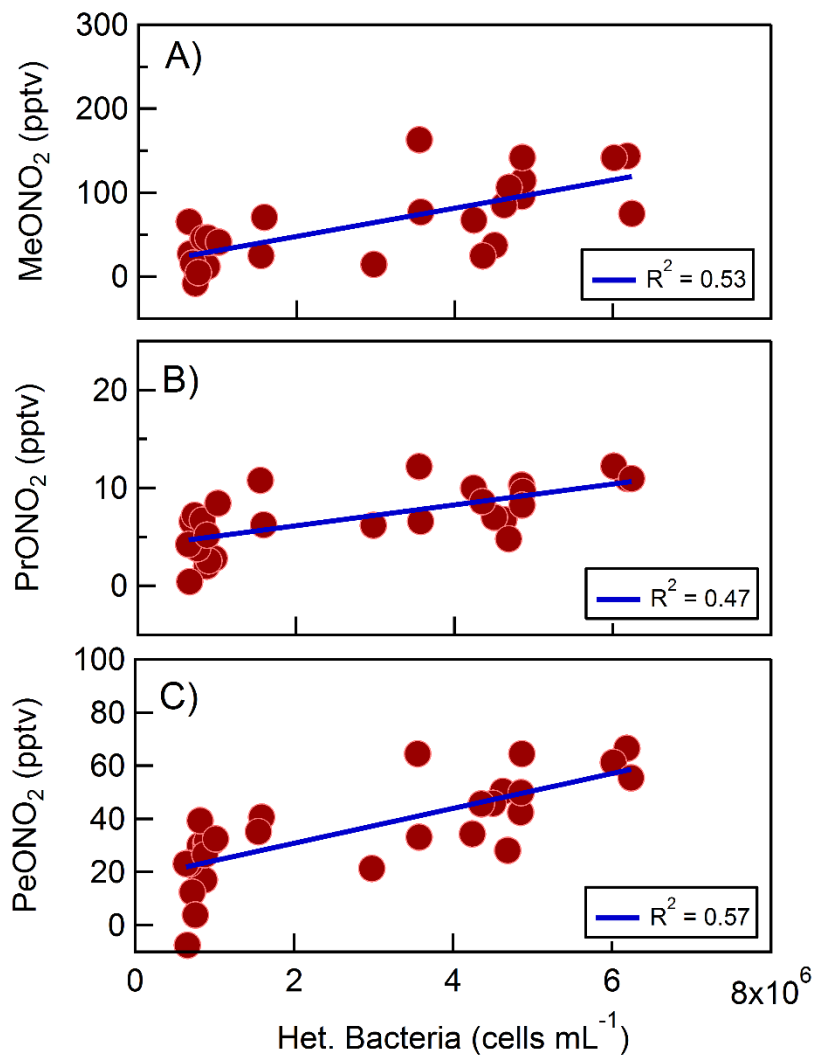 A)
MeONO₂ (pptv)
300
200
100
0
R² = 0.53
B)
PrONO₂ (pptv)
20
10
0
R² = 0.47
C)
PeONO₂ (pptv)
100
80
60
40
20
0
R² = 0.57
0 2 4 6 8x10⁶
Het. Bacteria (cells mL⁻¹)